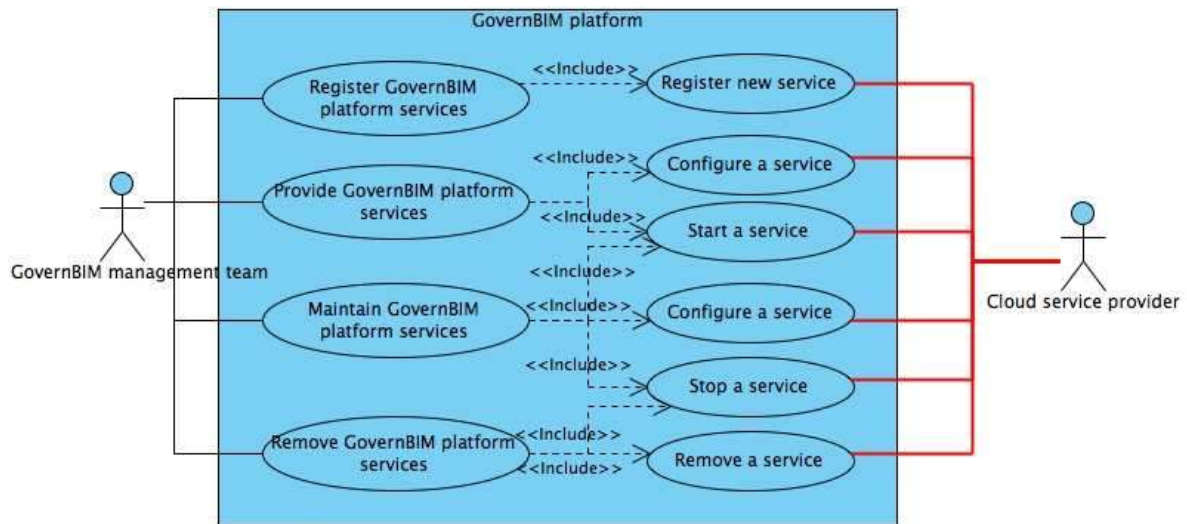 GovernBIM platform
Register GovernBIM
platform services
<<Include>>
Register new service
<<Include>>
Configure a service
Provide GovernBIM platform
services
<<Include>>
Start a service
GovernBIM management team
<<Include>>
Cloud service provider
Maintain GovernBIM
platform services
<<Include>>
Configure a service
<<Include>>
Stop a service
Remove GovernBIM platform
services
<<Include>>
<<Include>>
Remove a service